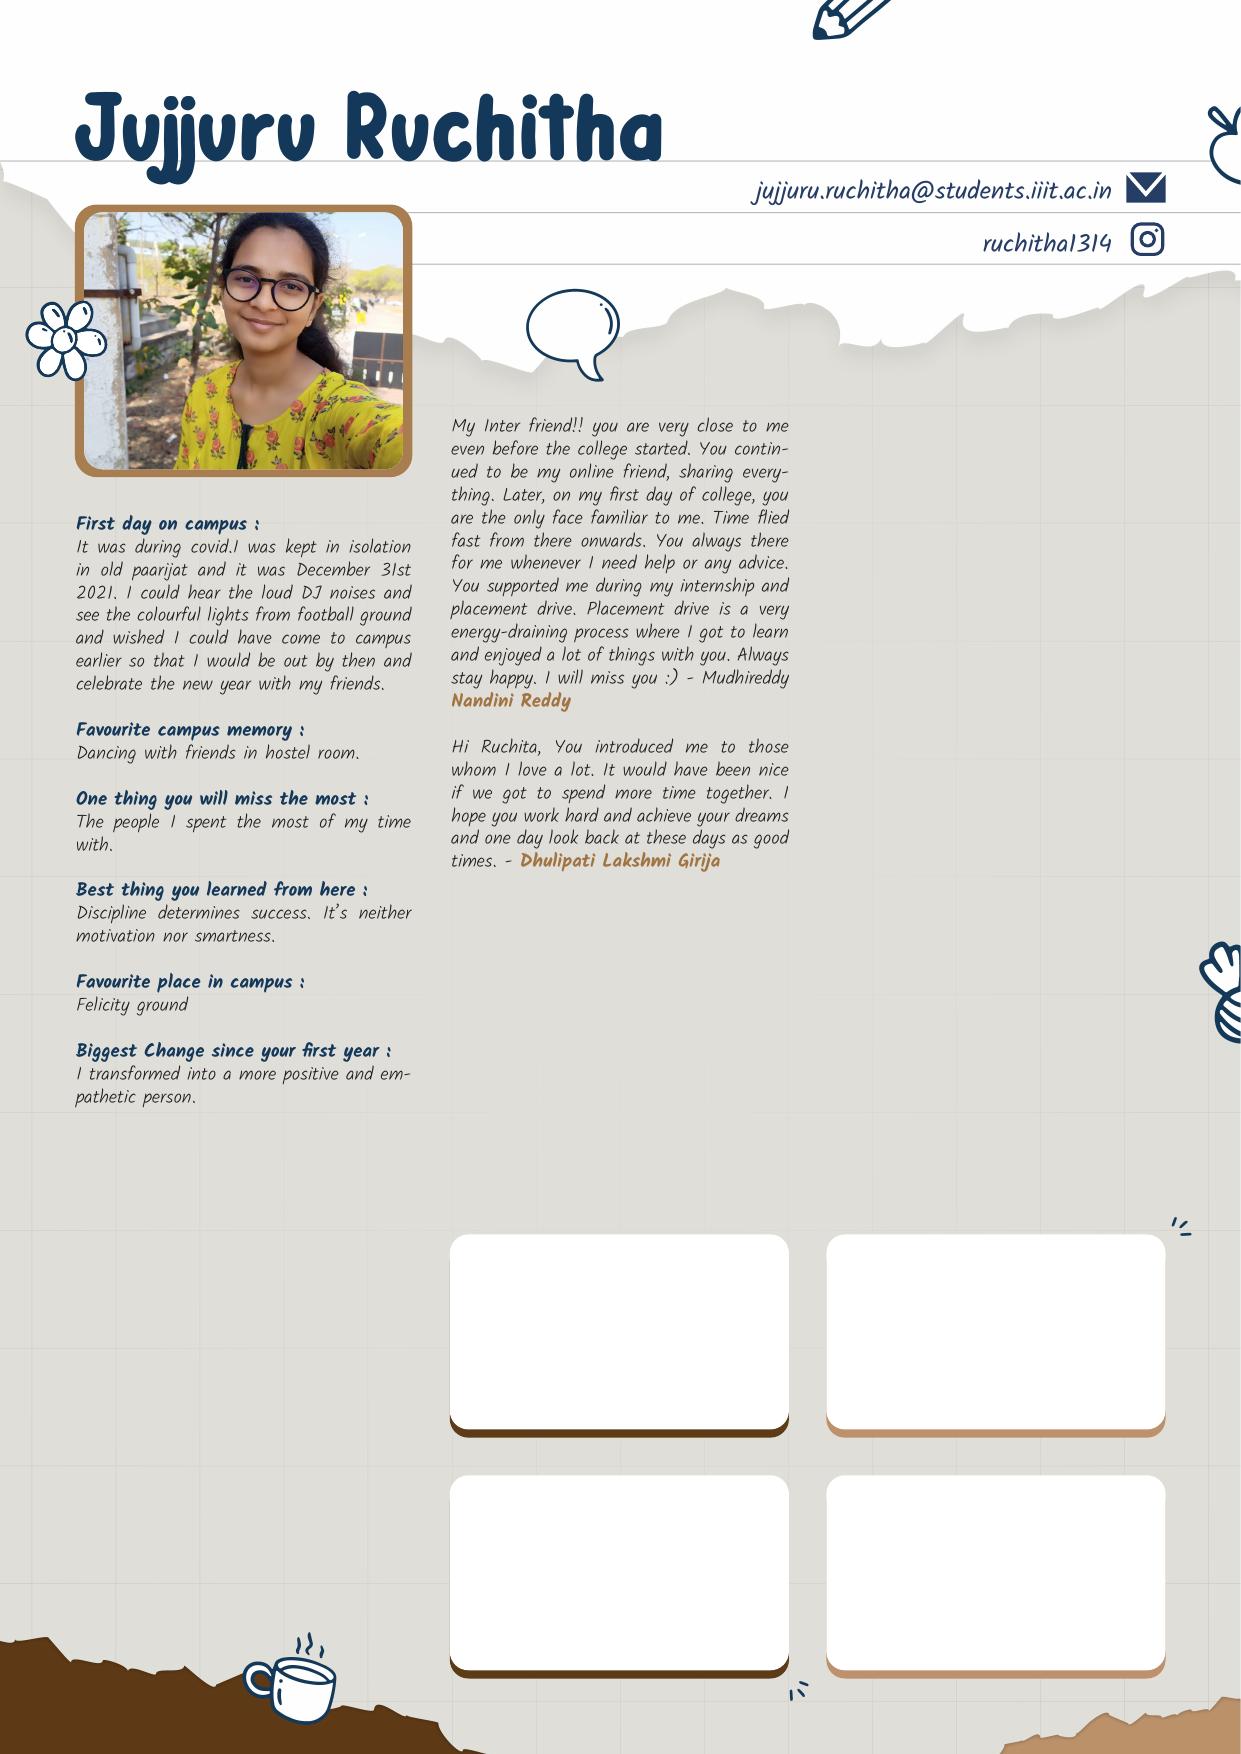 Jujjuru Ruchitha
jujjuru.ruchitha@students.iiit.ac.in
ruchitha1314
First day on campus :
It was during covid.I was kept in isolation
in old paarijat and it was December 31st
2021. I could hear the loud DJ noises and
see the colourful lights from football ground
and wished I could have come to campus
earlier so that I would be out by then and
celebrate the new year with my friends.
Favourite campus memory :
Dancing with friends in hostel room.
One thing you will miss the most :
The people I spent the most of my time
with.
Best thing you learned from here :
Discipline determines success. It's neither
motivation nor smartness.
Favourite place in campus :
Felicity ground
Biggest Change since your first year :
I transformed into a more positive and em-
pathetic person.
My Inter friend!! you are very close to me
even before the college started. You contin-
ued to be my online friend, sharing every-
thing. Later, on my first day of college, you
are the only face familiar to me. Time flied
fast from there onwards. You always there
for me whenever I need help or any advice.
You supported me during my internship and
placement drive. Placement drive is a very
energy-draining process where I got to learn
and enjoyed a lot of things with you. Always
stay happy. I will miss you :) - Mudhireddy
Nandini Reddy
Hi Ruchita, You introduced me to those
whom I love a lot. It would have been nice
if we got to spend more time together. I
hope you work hard and achieve your dreams
and one day look back at these days as good
times. - Dhulipati Lakshmi Girija